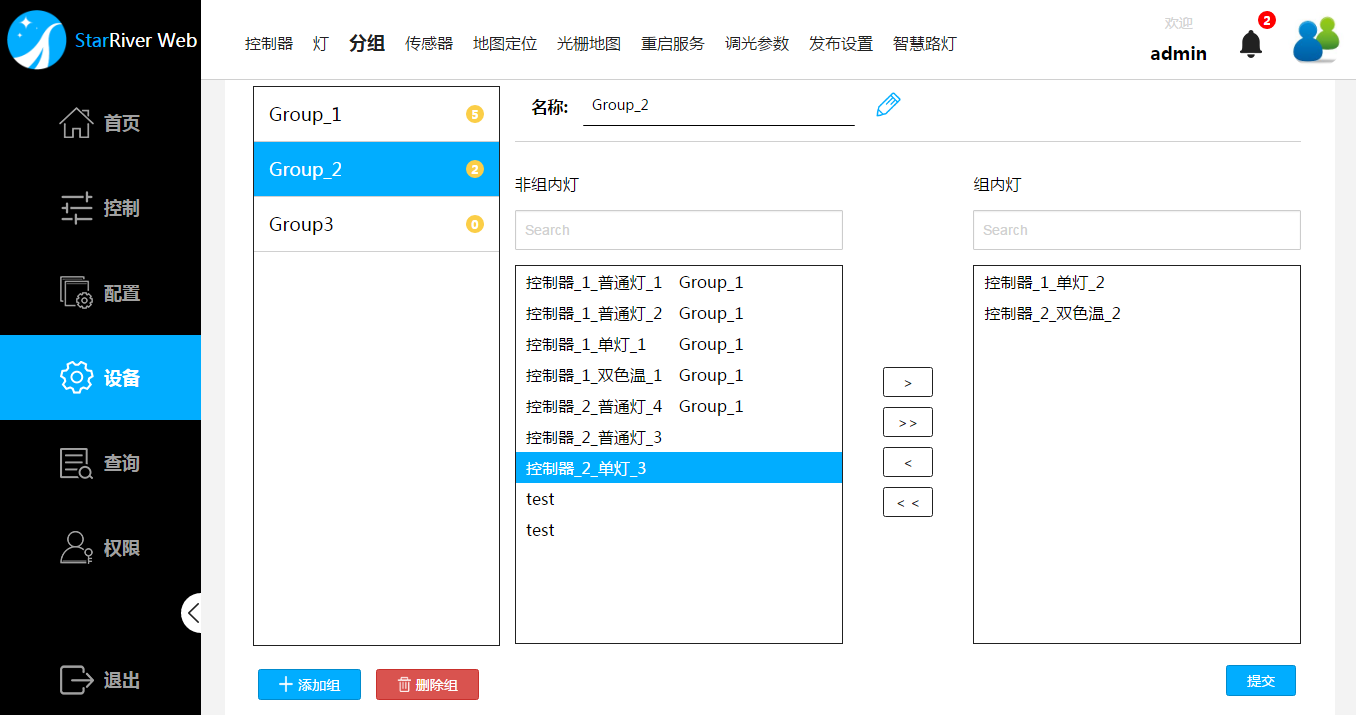 StarRiver Web
控制器 灯 分组 传感器 地图定位 光栅地图 重启服务 调光参数 发布设置 智慧路灯
欢迎
admin
2
首页
控制
配置
设备
查询
权限
退出
Group_1 5
Group_2 2
Group3 0
添加组 删除组
名称: Group_2
非组内灯
Search
控制器_1_普通灯_1 Group_1
控制器_1_普通灯_2 Group_1
控制器_1_单灯_1 Group_1
控制器_1_双色温_1 Group_1
控制器_2_普通灯_4 Group_1
控制器_2_普通灯_3
控制器_2_单灯_3
test
test
>
>>
<
< <
组内灯
Search
控制器_1_单灯_2
控制器_2_双色温_2
提交